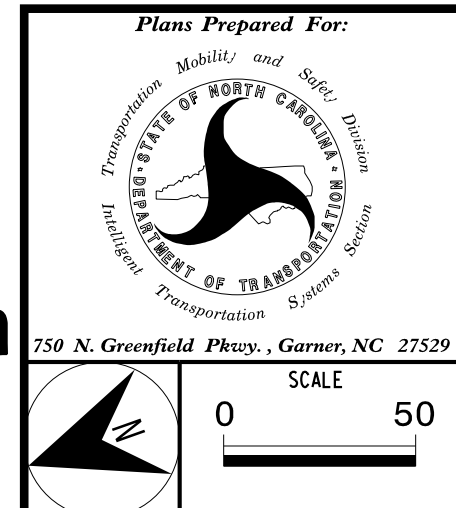 Plans Prepared For:
Transportation Mobility and Safety Division
STATE OF NORTH CAROLINA
DEPARTMENT OF TRANSPORTATION
Intelligent Transportation Systems Section
750 N. Greenfield Pkwy. , Garner, NC 27529
N
SCALE
0 50